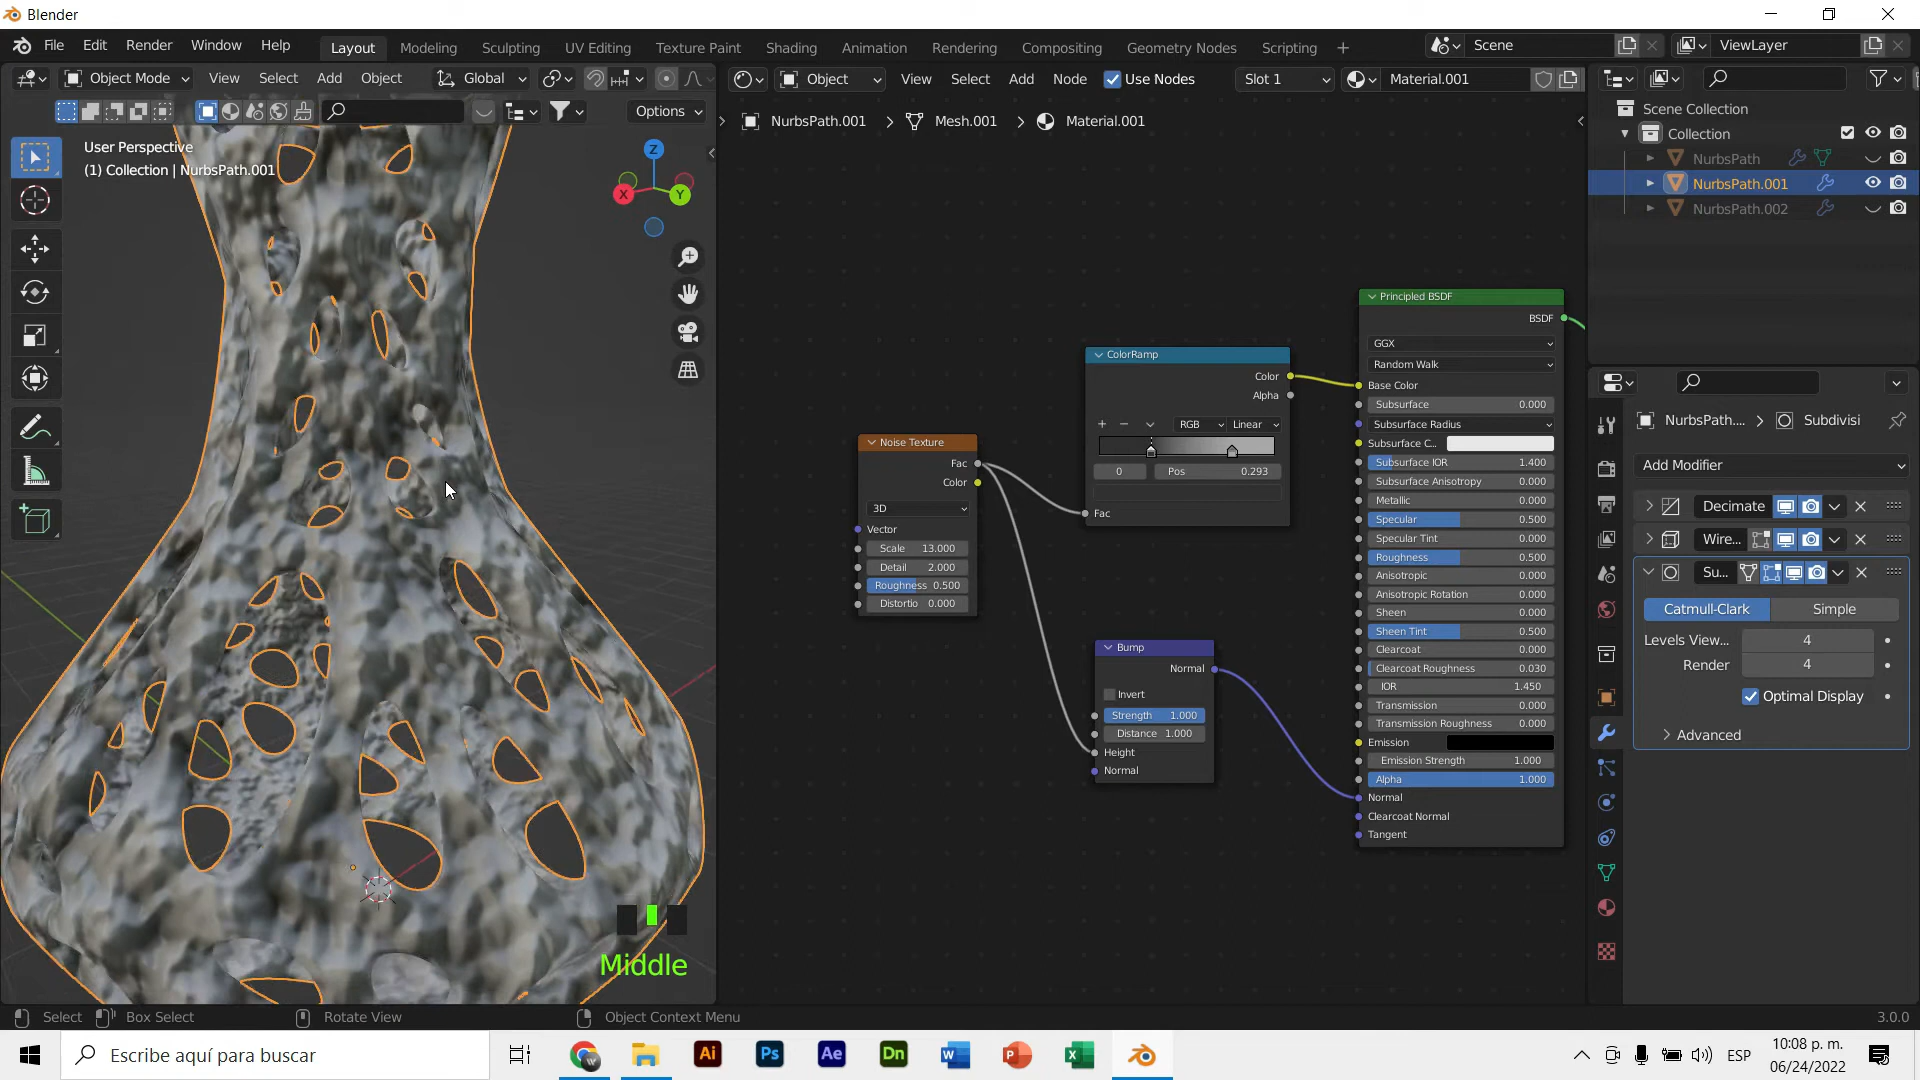 Blender
File Edit Render Window Help Layout Modeling Sculpting UV Editing Texture Paint Shading Animation Rendering Compositing Geometry Nodes Scripting + Scene ViewLayer
Object Mode View Select Add Object Global Object View Select Add Node Use Nodes Slot 1 Material.001
Options
NurbsPath.001 > Mesh.001 > Material.001
User Perspective
(1) Collection | NurbsPath.001
Z
X
Y
Scene Collection
Collection
NurbsPath
NurbsPath.001
NurbsPath.002
Noise Texture
Fac
Color
3D
Vector
Scale 13.000
Detail 2.000
Roughness 0.500
Distortio 0.000
ColorRamp
Color
Alpha
RGB Linear
0 Pos 0.293
Fac
Bump
Normal
Invert
Strength 1.000
Distance 1.000
Height
Normal
Principled BSDF
BSDF
GGX
Random Walk
Base Color
Subsurface 0.000
Subsurface Radius
Subsurface C..
Subsurface IOR 1.400
Subsurface Anisotropy 0.000
Metallic 0.000
Specular 0.500
Specular Tint 0.000
Roughness 0.500
Anisotropic 0.000
Anisotropic Rotation 0.000
Sheen 0.000
Sheen Tint 0.500
Clearcoat 0.000
Clearcoat Roughness 0.030
IOR 1.450
Transmission 0.000
Transmission Roughness 0.000
Emission
Emission Strength 1.000
Alpha 1.000
Normal
Clearcoat Normal
Tangent
NurbsPath.... > Subdivisi
Add Modifier
Decimate
Wire...
Su...
Catmull-Clark Simple
Levels View... 4
Render 4
Optimal Display
Advanced
Middle
Select Box Select Rotate View Object Context Menu 3.0.0
Escribe aquí para buscar
Ai Ps Ae Dn W P X
ESP
10:08 p. m.
06/24/2022